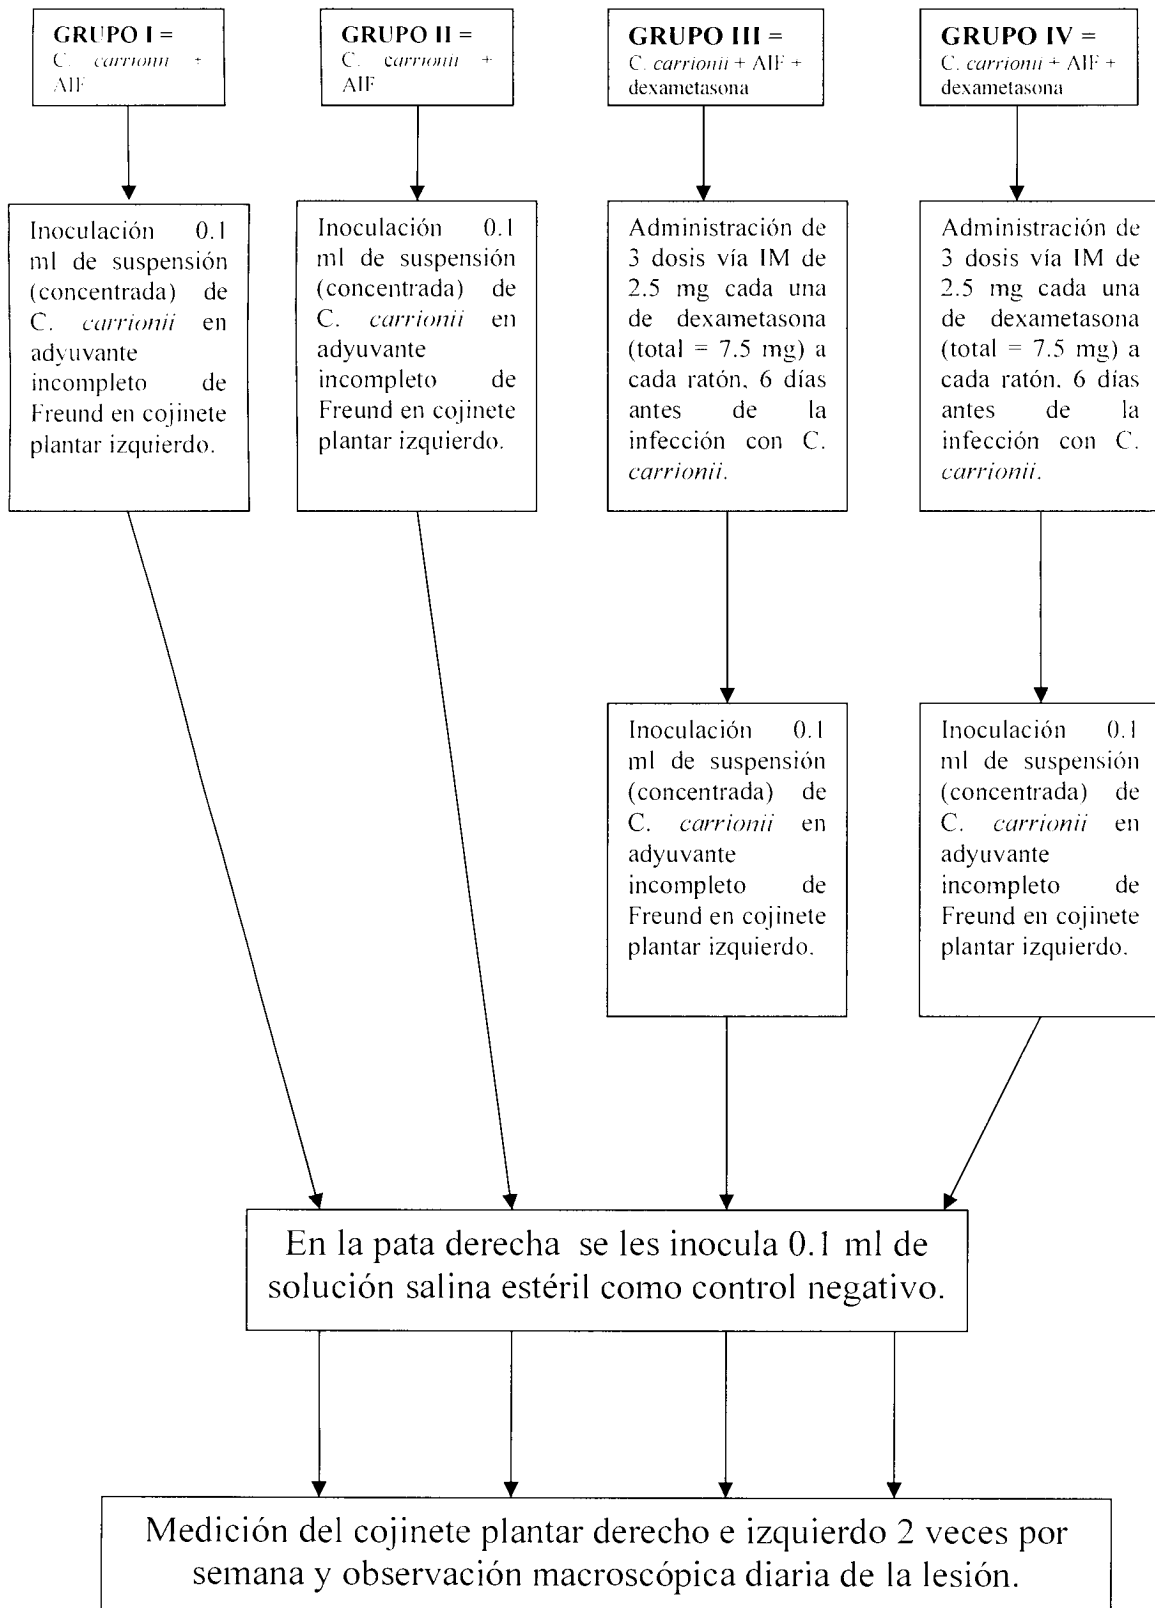 GRUPO I =
C. carrionii +
AIF
GRUPO II =
C. carrionii +
AIF
GRUPO III =
C. carrionii + AIF +
dexametasona
GRUPO IV =
C. carrionii + AIF +
dexametasona
Inoculación 0.1
ml de suspensión
(concentrada) de
C. carrionii en
adyuvante
incompleto de
Freund en cojinete
plantar izquierdo.
Inoculación 0.1
ml de suspensión
(concentrada) de
C. carrionii en
adyuvante
incompleto de
Freund en cojinete
plantar izquierdo.
Administración de
3 dosis vía IM de
2.5 mg cada una
de dexametasona
(total = 7.5 mg) a
cada ratón, 6 días
antes de la
infección con C.
carrionii.
Administración de
3 dosis vía IM de
2.5 mg cada una
de dexametasona
(total = 7.5 mg) a
cada ratón, 6 días
antes de la
infección con C.
carrionii.
Inoculación 0.1
ml de suspensión
(concentrada) de
C. carrionii en
adyuvante
incompleto de
Freund en cojinete
plantar izquierdo.
Inoculación 0.1
ml de suspensión
(concentrada) de
C. carrionii en
adyuvante
incompleto de
Freund en cojinete
plantar izquierdo.
En la pata derecha se les inocula 0.1 ml de
solución salina estéril como control negativo.
Medición del cojinete plantar derecho e izquierdo 2 veces por
semana y observación macroscópica diaria de la lesión.